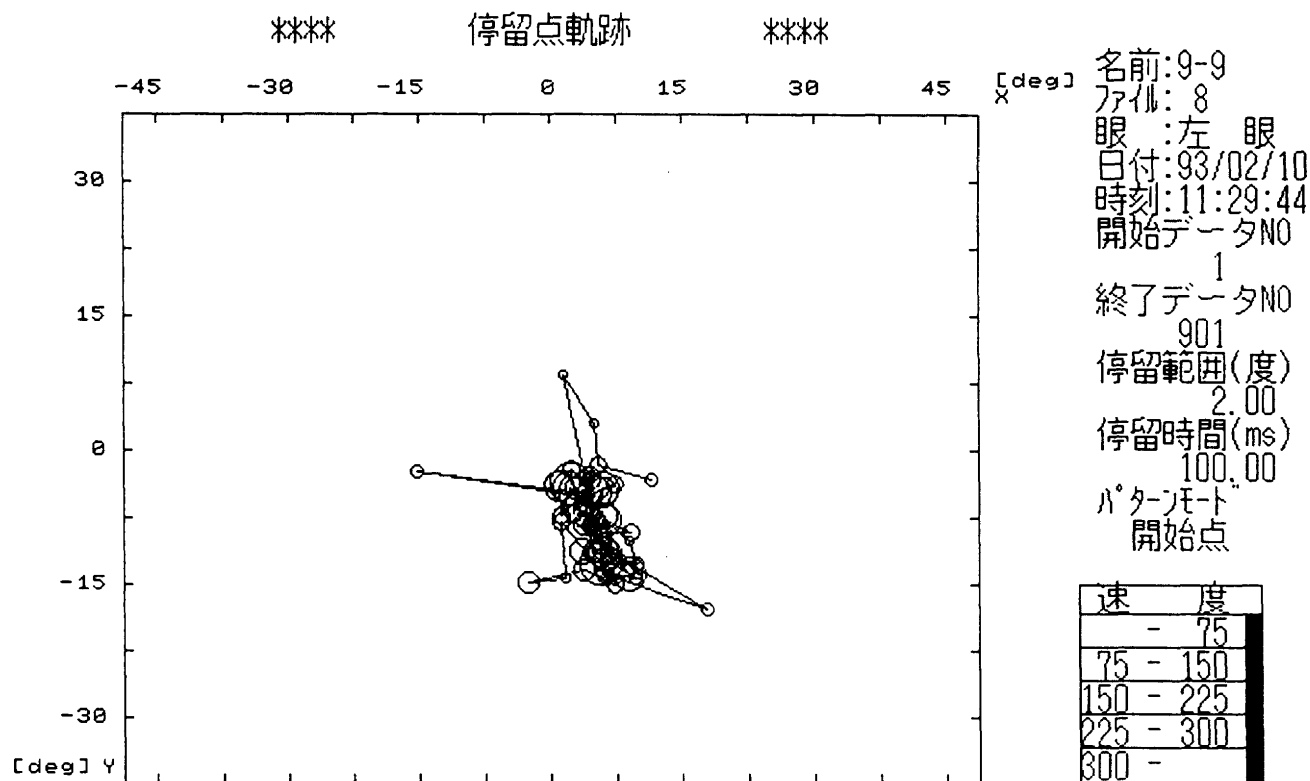 **** 停留点軌跡 ****
-45 -30 -15 0 15 30 45 [deg] X
30
15
0
-15
-30
[deg] Y
名前:9-9
ファイル: 8
眼 :左 眼
日付:93/02/10
時刻:11:29:44
開始データNO
1
終了データNO
901
停留範囲(度)
2.00
停留時間(ms)
100.00
パターンモード
開始点
速 度
- 75
75 - 150
150 - 225
225 - 300
300 -